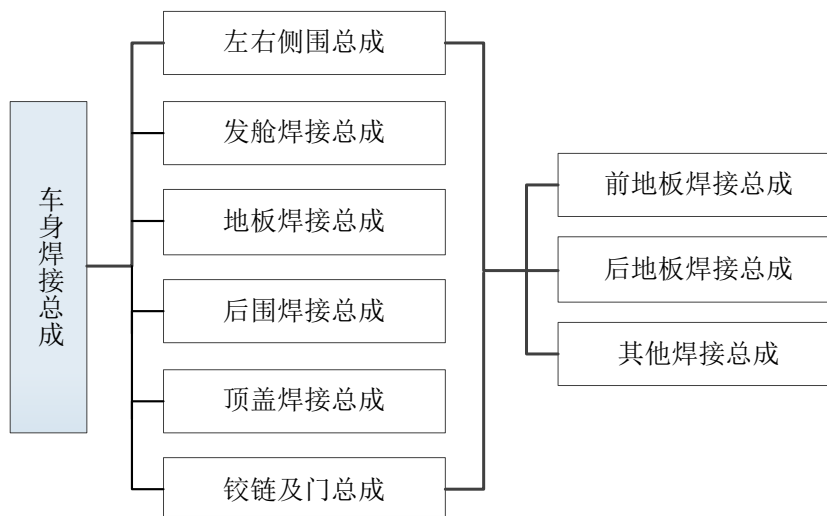 车身焊接总成
左右侧围总成
发舱焊接总成
地板焊接总成
后围焊接总成
顶盖焊接总成
铰链及门总成
前地板焊接总成
后地板焊接总成
其他焊接总成